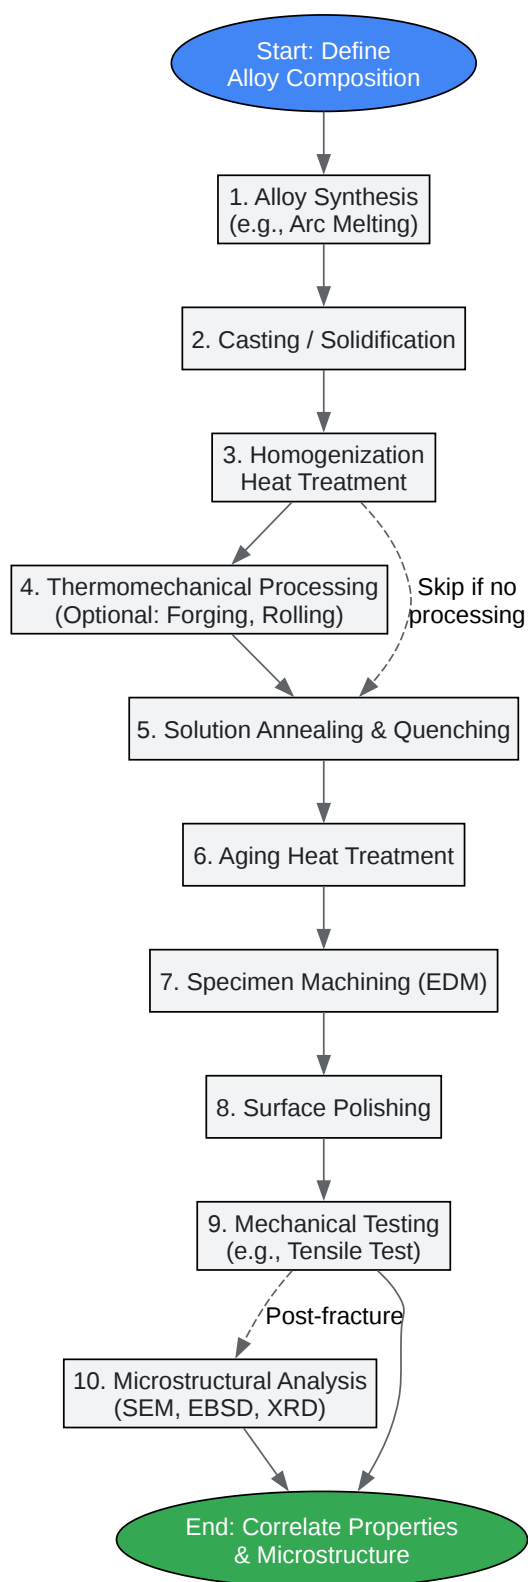 Start: Define
Alloy Composition
1. Alloy Synthesis
(e.g., Arc Melting)
2. Casting / Solidification
3. Homogenization
Heat Treatment
4. Thermomechanical Processing
(Optional: Forging, Rolling)
Skip if no
processing
5. Solution Annealing & Quenching
6. Aging Heat Treatment
7. Specimen Machining (EDM)
8. Surface Polishing
9. Mechanical Testing
(e.g., Tensile Test)
Post-fracture
10. Microstructural Analysis
(SEM, EBSD, XRD)
End: Correlate Properties
& Microstructure